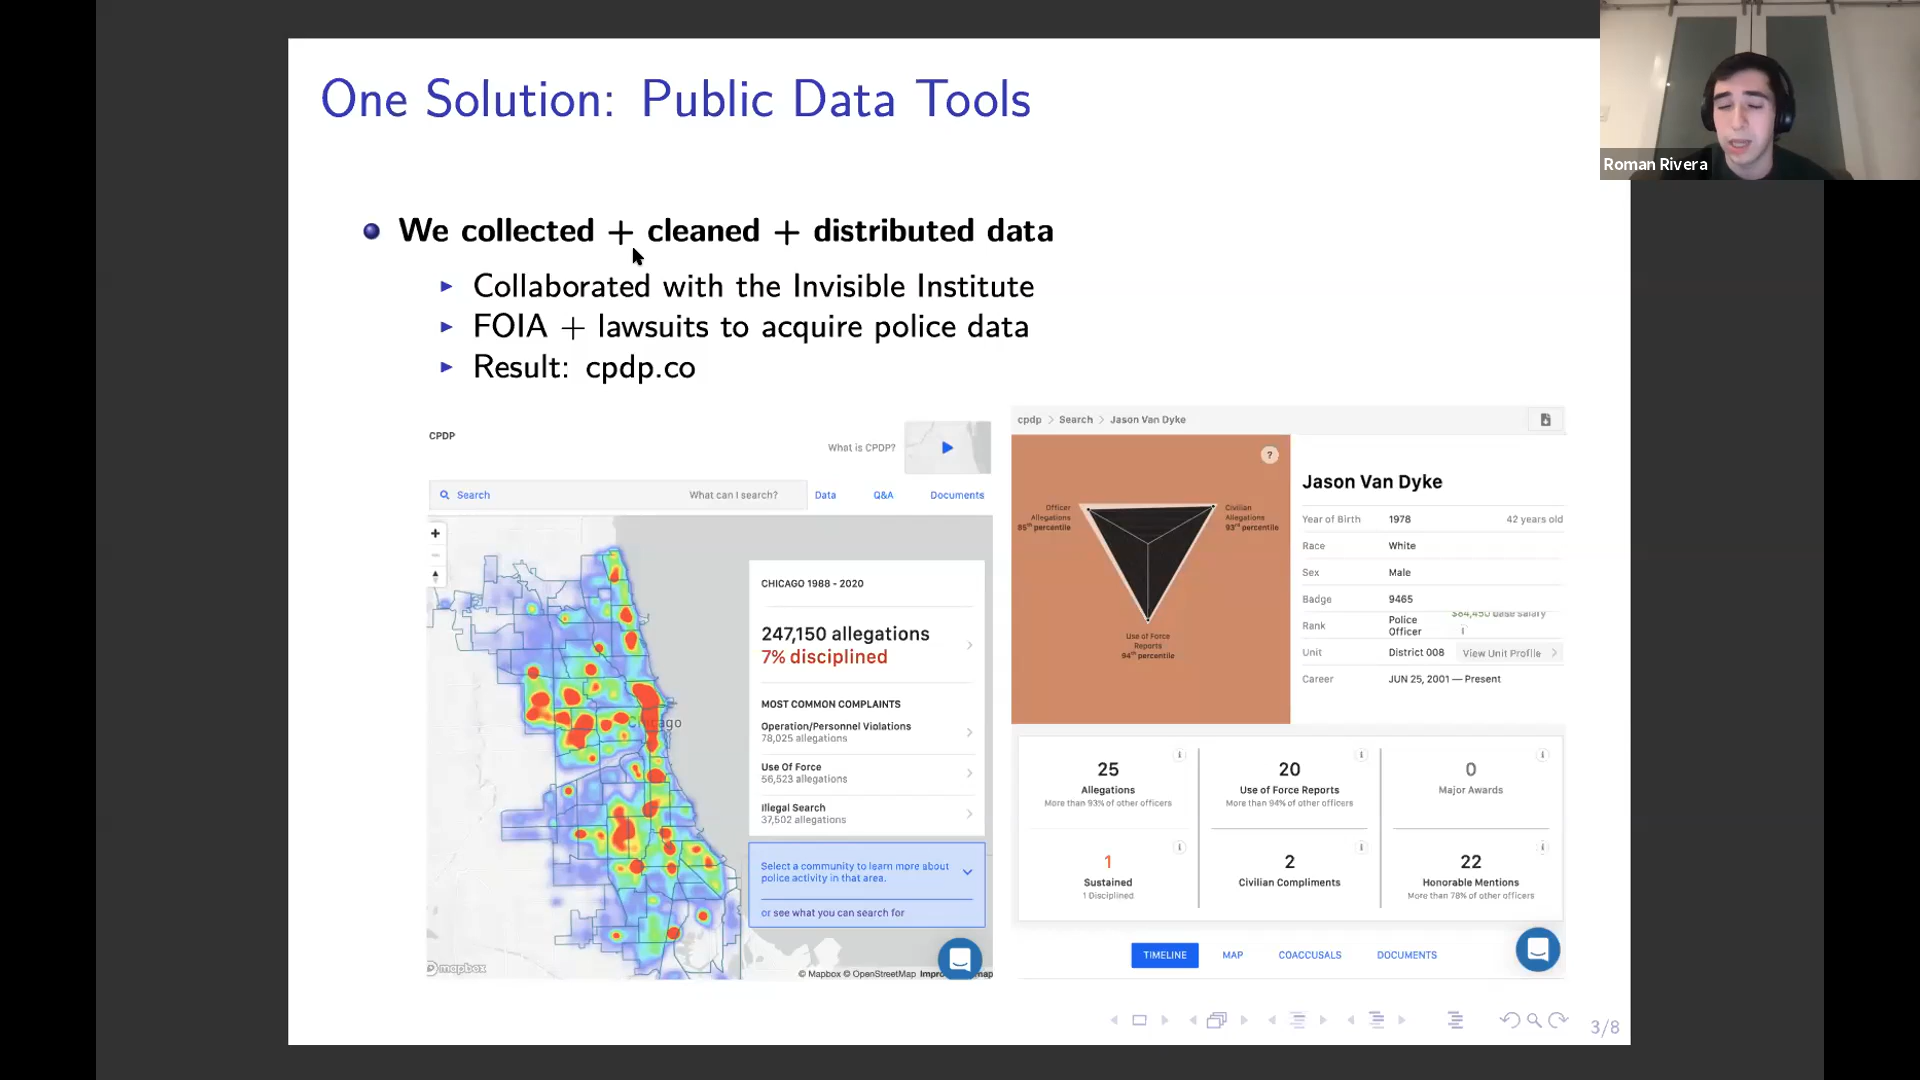 One Solution: Public Data Tools
Roman Rivera
We collected + cleaned + distributed data
Collaborated with the Invisible Institute
FOIA + lawsuits to acquire police data
Result: cpdp.co
CPDP
What is CPDP?
Search
What can I search?
Data
Q&A
Documents
Chicago
CHICAGO 1988 - 2020
247,150 allegations
7% disciplined
MOST COMMON COMPLAINTS
Operation/Personnel Violations
78,025 allegations
Use Of Force
56,523 allegations
Illegal Search
37,502 allegations
Select a community to learn more about
police activity in that area.
or see what you can search for
mapbox
© Mapbox © OpenStreetMap Impro map
cpdp > Search > Jason Van Dyke
?
Officer
Allegations
85th percentile
Civilian
Allegations
93rd percentile
Use of Force
Reports
94th percentile
Jason Van Dyke
Year of Birth 1978 42 years old
Race White
Sex Male
Badge 9465
Rank Police Officer $84,450 base salary
Unit District 008 View Unit Profile
Career JUN 25, 2001 — Present
25
Allegations
More than 93% of other officers
20
Use of Force Reports
More than 94% of other officers
0
Major Awards
1
Sustained
1 Disciplined
2
Civilian Compliments
22
Honorable Mentions
More than 78% of other officers
TIMELINE
MAP
COACCUSALS
DOCUMENTS
3/8